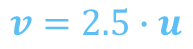 v = 2.5 · u